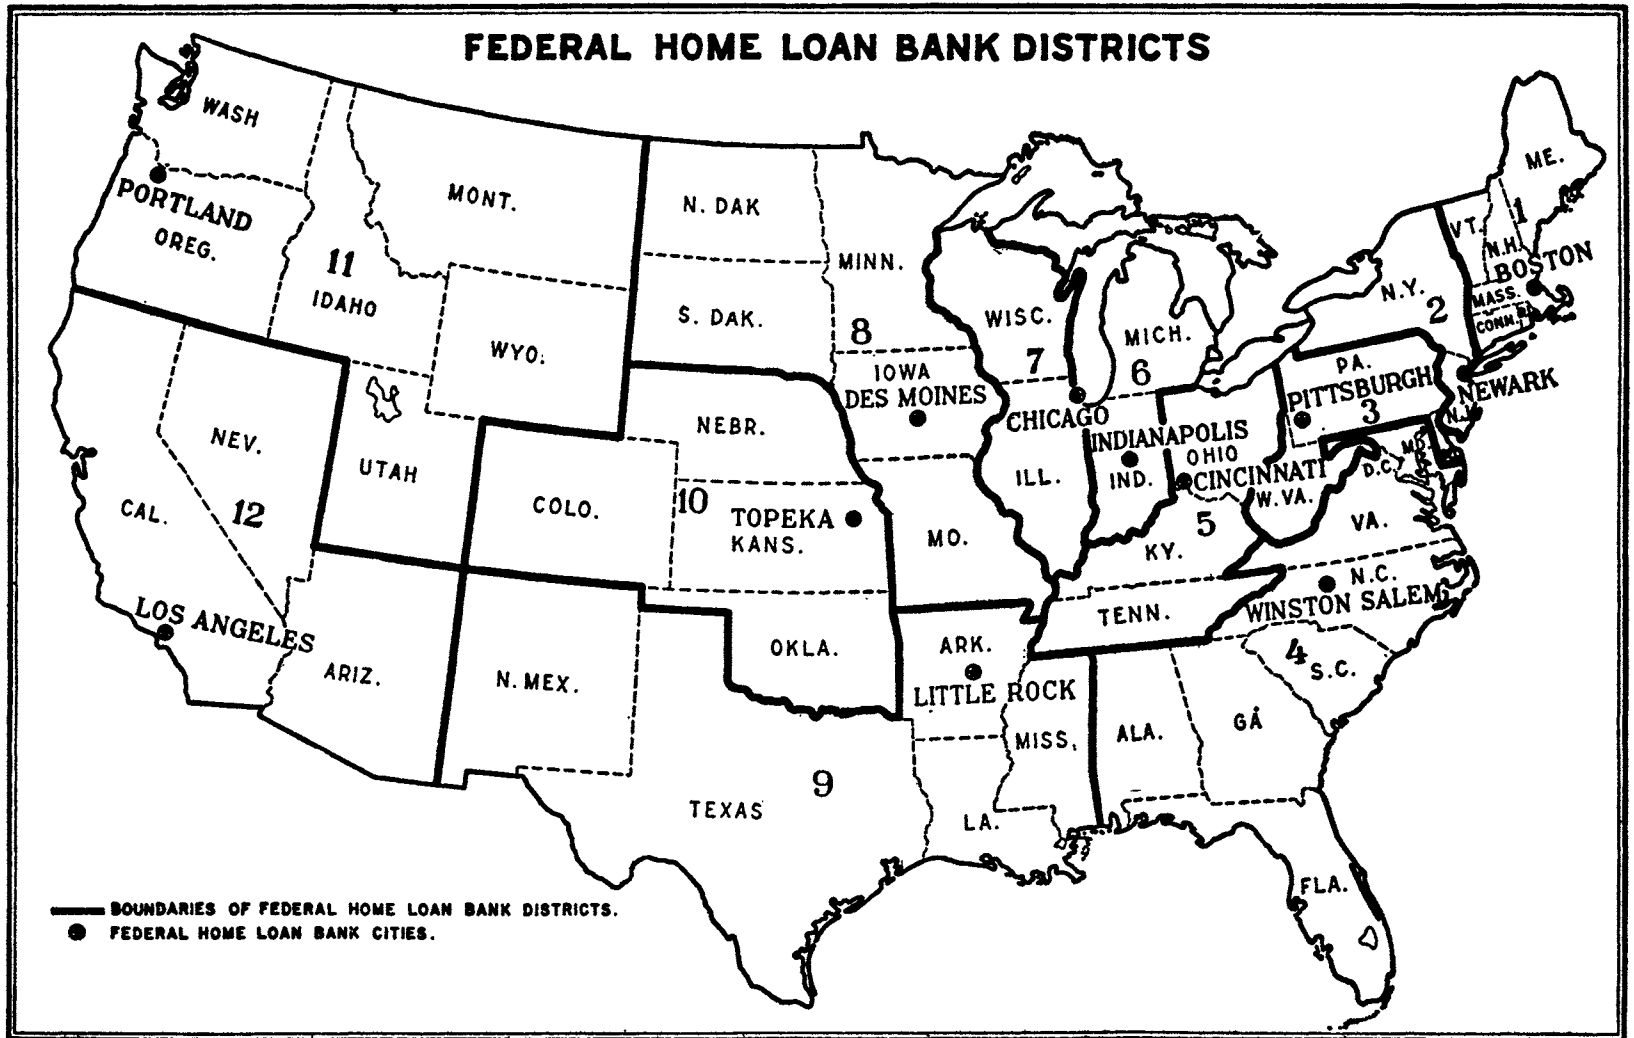 FEDERAL HOME LOAN BANK DISTRICTS
WASH
PORTLAND
OREG.
11
IDAHO
MONT.
WYO.
N. DAK
S. DAK.
MINN.
8
IOWA
DES MOINES
WISC.
7
MICH.
6
CHICAGO
INDIANAPOLIS
OHIO
CINCINNATI
ILL.
IND.
W. VA.
5
KY.
ME.
VT.
1
N.H.
BOSTON
MASS.
CONN.
R.I.
N.Y.
2
PA.
PITTSBURGH
3
NEWARK
N.J.
MD.
D.C.
VA.
NEV.
UTAH
CAL.
12
COLO.
NEBR.
10
TOPEKA
KANS.
MO.
LOS ANGELES
ARIZ.
N. MEX.
OKLA.
ARK.
LITTLE ROCK
TENN.
N.C.
WINSTON SALEM
4
S.C.
MISS.
ALA.
GA
9
TEXAS
LA.
FLA.
BOUNDARIES OF FEDERAL HOME LOAN BANK DISTRICTS.
FEDERAL HOME LOAN BANK CITIES.